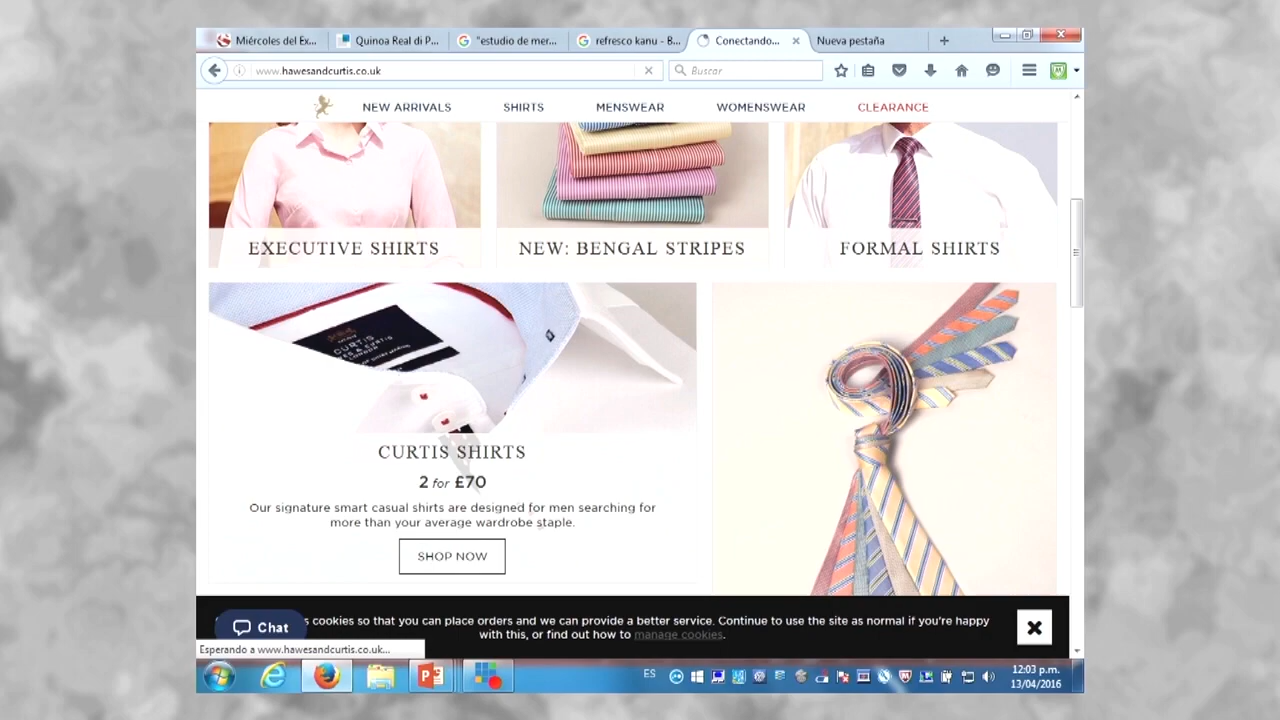 Miércoles del Ex...
Quinoa Real di P...
"estudio de mer...
refresco kanu - B...
Conectando...
Nueva pestaña
www.hawesandcurtis.co.uk
Buscar
NEW ARRIVALS
SHIRTS
MENSWEAR
WOMENSWEAR
CLEARANCE
EXECUTIVE SHIRTS
NEW: BENGAL STRIPES
FORMAL SHIRTS
CURTIS
LONDON
CURTIS SHIRTS
2 for £70
Our signature smart casual shirts are designed for men searching for
more than your average wardrobe staple.
SHOP NOW
Chat
s cookies so that you can place orders and we can provide a better service. Continue to use the site as normal if you're happy
with this, or find out how to manage cookies.
Esperando a www.hawesandcurtis.co.uk...
ES
12:03 p.m.
13/04/2016